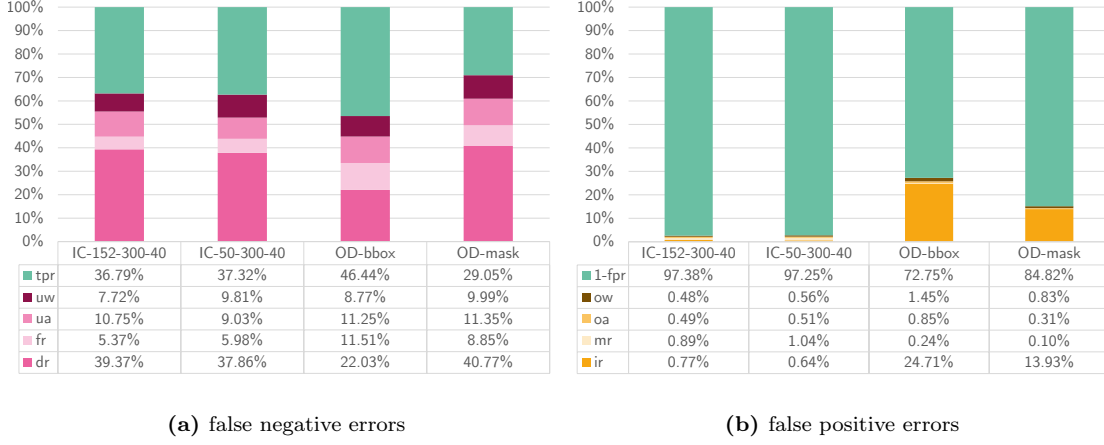 100%
90%
80%
70%
60%
50%
40%
30%
20%
10%
0%
IC-152-300-40 IC-50-300-40 OD-bbox OD-mask
tpr 36.79% 37.32% 46.44% 29.05%
uw 7.72% 9.81% 8.77% 9.99%
ua 10.75% 9.03% 11.25% 11.35%
fr 5.37% 5.98% 11.51% 8.85%
dr 39.37% 37.86% 22.03% 40.77%
(a) false negative errors
100%
90%
80%
70%
60%
50%
40%
30%
20%
10%
0%
IC-152-300-40 IC-50-300-40 OD-bbox OD-mask
1-fpr 97.38% 97.25% 72.75% 84.82%
ow 0.48% 0.56% 1.45% 0.83%
oa 0.49% 0.51% 0.85% 0.31%
mr 0.89% 1.04% 0.24% 0.10%
ir 0.77% 0.64% 24.71% 13.93%
(b) false positive errors